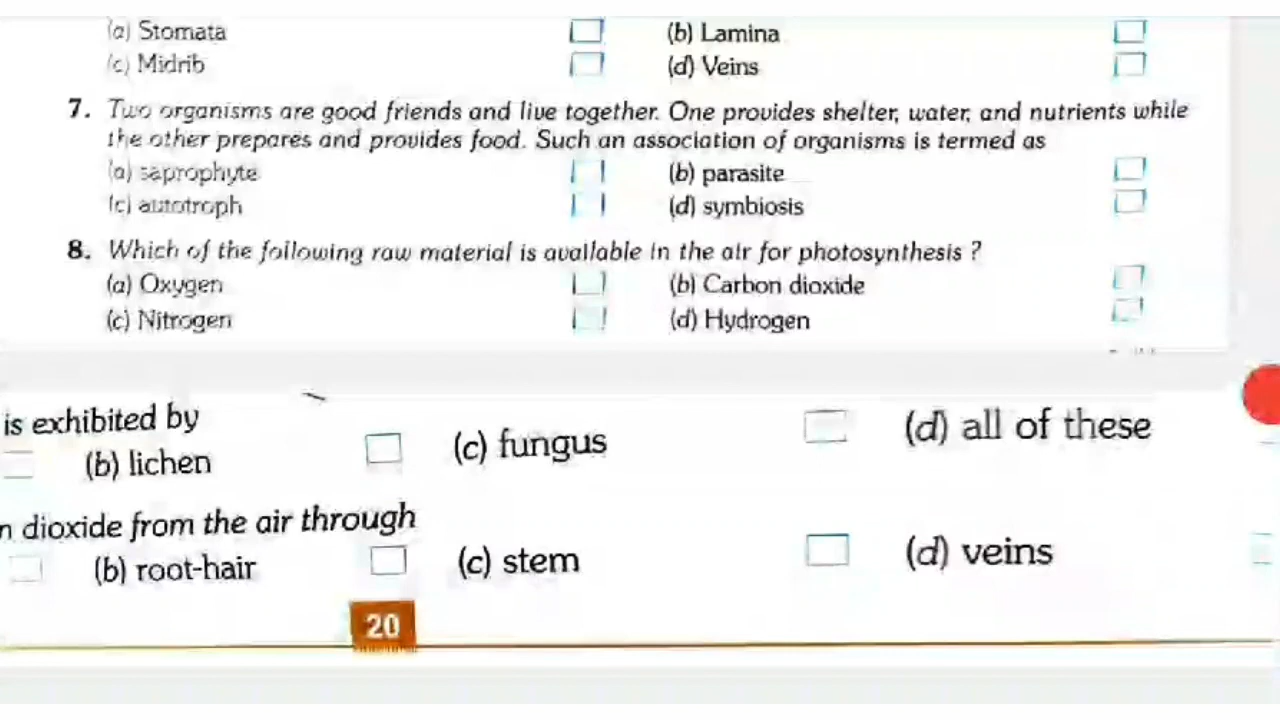 (a) Stomata (b) Lamina
(c) Midrib (d) Veins
7. Two organisms are good friends and live together. One provides shelter, water, and nutrients while
the other prepares and provides food. Such an association of organisms is termed as
(a) saprophyte (b) parasite
(c) autotroph (d) symbiosis
8. Which of the following raw material is available in the air for photosynthesis ?
(a) Oxygen (b) Carbon dioxide
(c) Nitrogen (d) Hydrogen
is exhibited by
(b) lichen (c) fungus (d) all of these
n dioxide from the air through
(b) root-hair (c) stem (d) veins
20